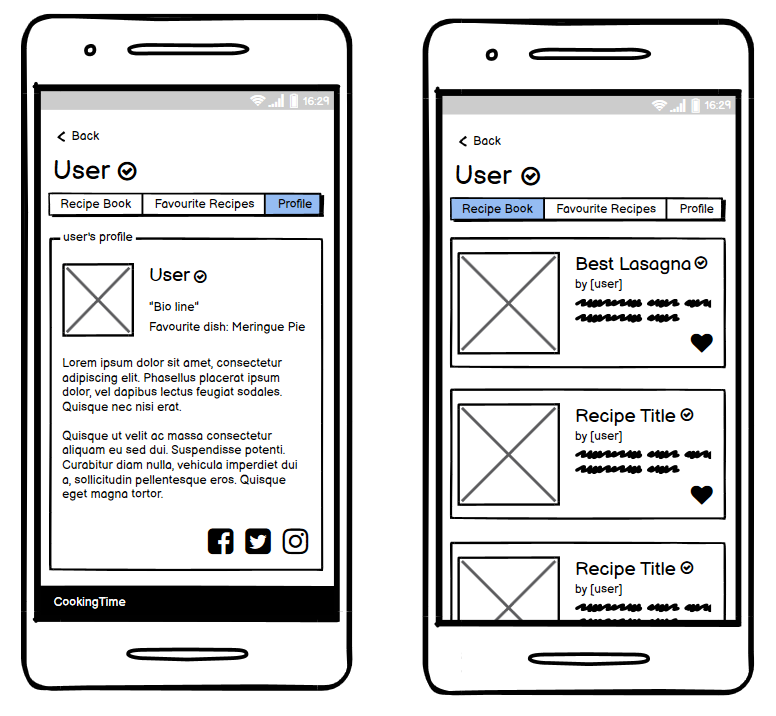 16:29
Back
User
Recipe Book Favourite Recipes Profile
user's profile
User
"Bio line"
Favourite dish: Meringue Pie
Lorem ipsum dolor sit amet, consectetur
adipiscing elit. Phasellus placerat ipsum
dolor, vel dapibus lectus feugiat sodales.
Quisque nec nisi erat.
Quisque ut velit ac massa consectetur
aliquam eu sed dui. Suspendisse potenti.
Curabitur diam nulla, vehicula imperdiet dui
a, sollicitudin pellentesque eros. Quisque
eget magna tortor.
CookingTime
16:29
Back
User
Recipe Book Favourite Recipes Profile
Best Lasagna
by [user]
Recipe Title
by [user]
Recipe Title
by [user]